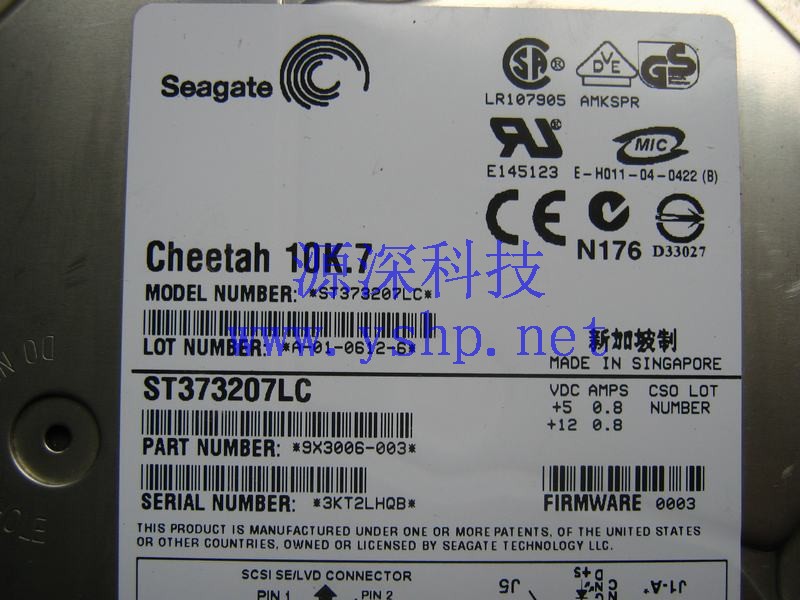 Seagate
LR107905 AMKSPR
E145123 E-H011-04-0422 (B)
N176 D33027
Cheetah 10K.7
源深科技
MODEL NUMBER: *ST373207LC*
www.yshp.net
LOT NUMBER: *A-01-0612-6*
新加坡制
MADE IN SINGAPORE
ST373207LC
VDC AMPS CSO LOT
+5 0.8 NUMBER
+12 0.8
PART NUMBER: *9X3006-003*
SERIAL NUMBER: *3KT2LHQB*
FIRMWARE 0003
THIS PRODUCT IS MANUFACTURED UNDER ONE OR MORE PATENTS, OF THE UNITED STATES
OR OTHER COUNTRIES, OWNED OR LICENSED BY SEAGATE TECHNOLOGY LLC.
SCSI SE/LVD CONNECTOR
PIN 1 PIN 2
J5
J1-A*